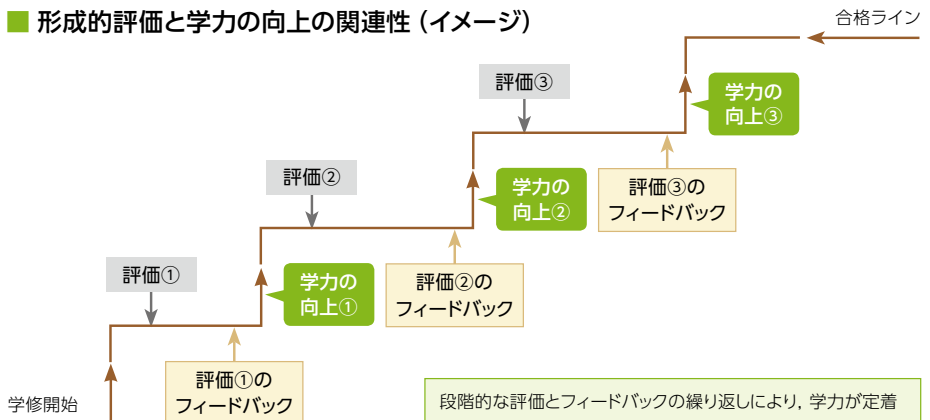 ■ 形成的評価と学力の向上の関連性（イメージ）
合格ライン
評価③
学力の
向上③
評価②
学力の
向上②
評価③の
フィードバック
評価①
学力の
向上①
評価②の
フィードバック
評価①の
フィードバック
学修開始
段階的な評価とフィードバックの繰り返しにより，学力が定着